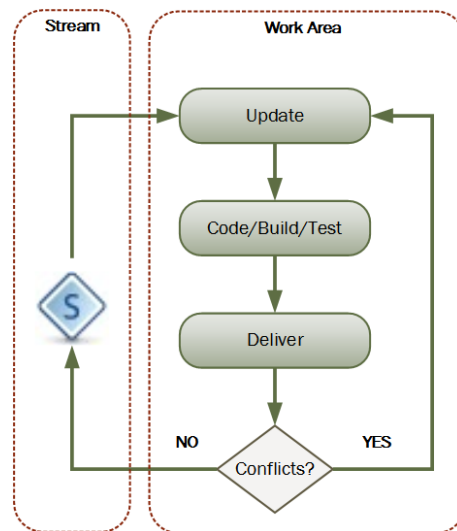 Stream
Work Area
Update
Code/Build/Test
S
Deliver
NO
YES
Conflicts?